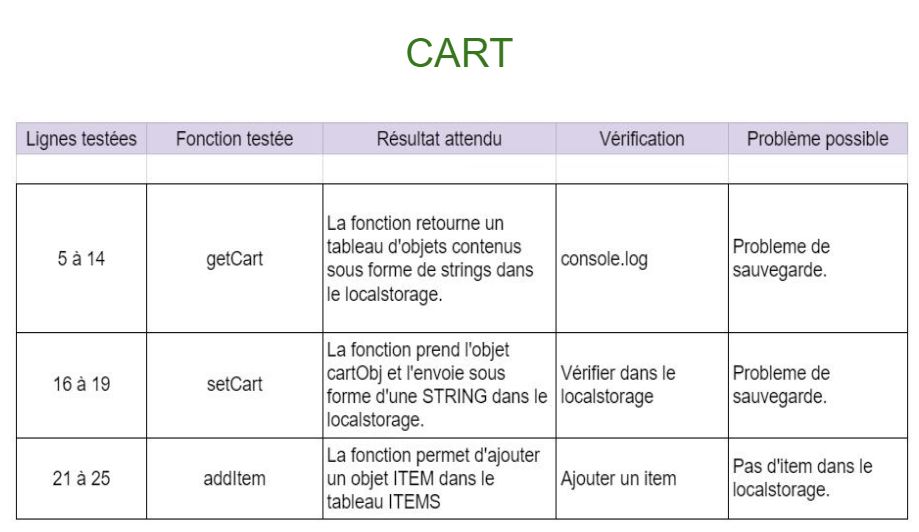 CART
Lignes testées Fonction testée Résultat attendu Vérification Problème possible
5 à 14
getCart
La fonction retourne un
tableau d'objets contenus
sous forme de strings dans
le localstorage.
console.log
Probleme de
sauvegarde.
16 à 19
setCart
La fonction prend l'objet
cartObj et l'envoie sous
forme d'une STRING dans le
localstorage.
Vérifier dans le
localstorage
Probleme de
sauvegarde.
21 à 25
addItem
La fonction permet d'ajouter
un objet ITEM dans le
tableau ITEMS
Ajouter un item
Pas d'item dans le
localstorage.